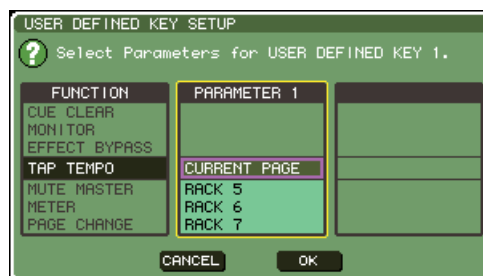 USER DEFINED KEY SETUP
? Select Parameters for USER DEFINED KEY 1.
FUNCTION
CUE CLEAR
MONITOR
EFFECT BYPASS
TAP TEMPO
MUTE MASTER
METER
PAGE CHANGE
PARAMETER 1
CURRENT PAGE
RACK 5
RACK 6
RACK 7
CANCEL
OK